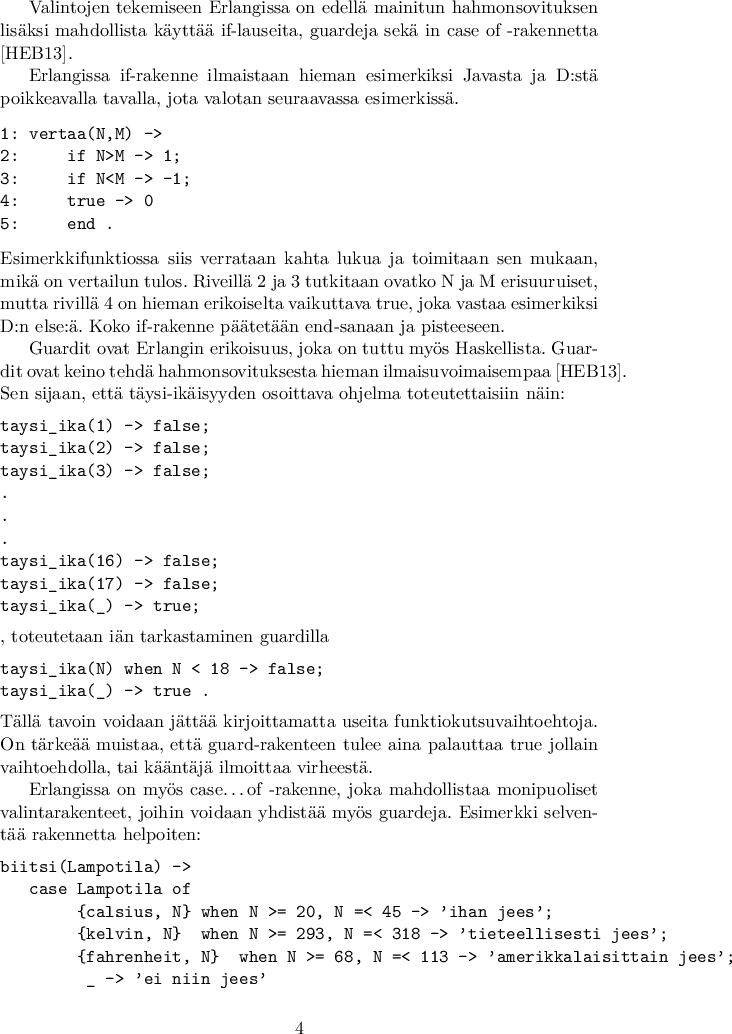 Valintojen tekemiseen Erlangissa on edellä mainitun hahmonsovituksen
lisäksi mahdollista käyttää if-lauseita, guardeja sekä in case of -rakennetta
[HEB13].
Erlangissa if-rakenne ilmaistaan hieman esimerkiksi Javasta ja D:stä
poikkeavalla tavalla, jota valotan seuraavassa esimerkissä.
1: vertaa(N,M) ->
2:     if N>M -> 1;
3:     if N<M -> -1;
4:     true -> 0
5:     end .
Esimerkkifunktiossa siis verrataan kahta lukua ja toimitaan sen mukaan,
mikä on vertailun tulos. Riveillä 2 ja 3 tutkitaan ovatko N ja M erisuuruiset,
mutta rivillä 4 on hieman erikoiselta vaikuttava true, joka vastaa esimerkiksi
D:n else:ä. Koko if-rakenne päätetään end-sanaan ja pisteeseen.
Guardit ovat Erlangin erikoisuus, joka on tuttu myös Haskellista. Guar-
dit ovat keino tehdä hahmonsovituksesta hieman ilmaisuvoimaisempaa [HEB13].
Sen sijaan, että täysi-ikäisyyden osoittava ohjelma toteutettaisiin näin:
taysi_ika(1) -> false;
taysi_ika(2) -> false;
taysi_ika(3) -> false;
.
.
.
taysi_ika(16) -> false;
taysi_ika(17) -> false;
taysi_ika(_) -> true;
, toteutetaan iän tarkastaminen guardilla
taysi_ika(N) when N < 18 -> false;
taysi_ika(_) -> true .
Tällä tavoin voidaan jättää kirjoittamatta useita funktiokutsuvaihtoehtoja.
On tärkeää muistaa, että guard-rakenteen tulee aina palauttaa true jollain
vaihtoehdolla, tai kääntäjä ilmoittaa virheestä.
Erlangissa on myös case...of -rakenne, joka mahdollistaa monipuoliset
valintarakenteet, joihin voidaan yhdistää myös guardeja. Esimerkki selven-
tää rakennetta helpoiten:
biitsi(Lampotila) ->
   case Lampotila of
        {calsius, N} when N >= 20, N =< 45 -> 'ihan jees';
        {kelvin, N}  when N >= 293, N =< 318 -> 'tieteellisesti jees';
        {fahrenheit, N}  when N >= 68, N =< 113 -> 'amerikkalaisittain jees';
         _ -> 'ei niin jees'
4